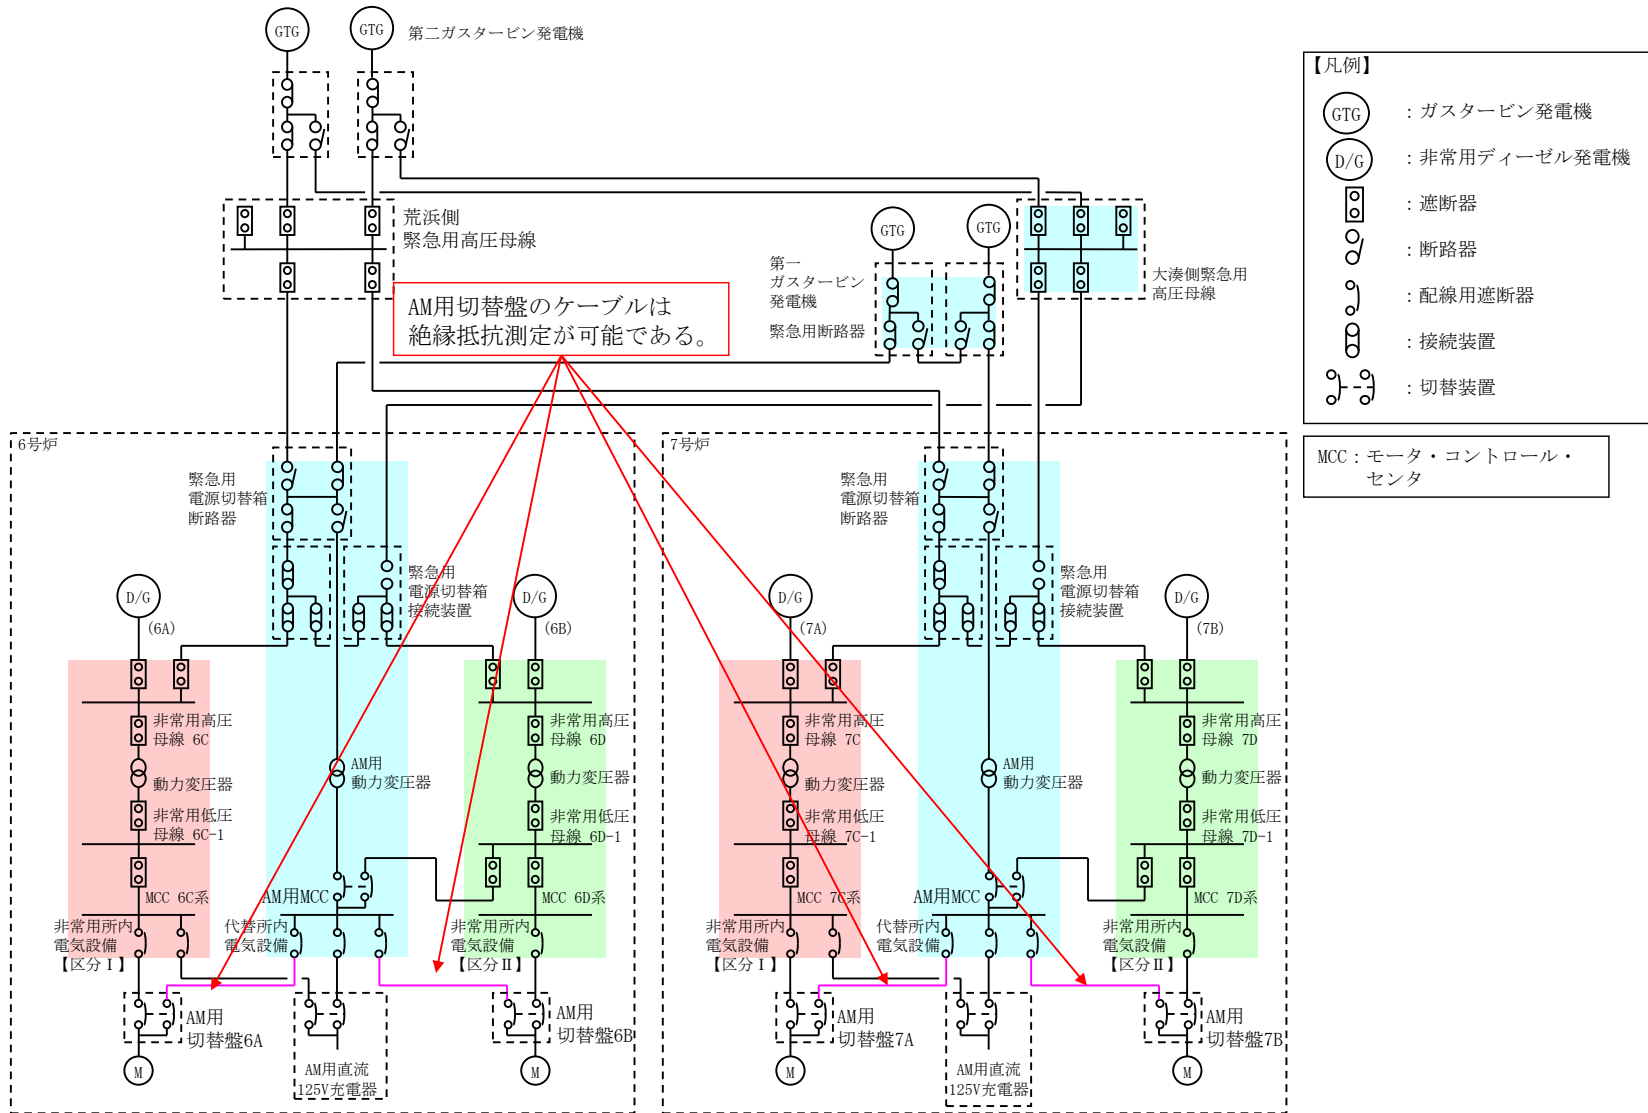 GTG
GTG
第二ガスタービン発電機
荒浜側
緊急用高圧母線
GTG
GTG
第一
ガスタービン
発電機
緊急用断路器
大湊側緊急用
高圧母線
AM用切替盤のケーブルは
絶縁抵抗測定が可能である。
【凡例】
GTG
：ガスタービン発電機
D/G
：非常用ディーゼル発電機
：遮断器
：断路器
：配線用遮断器
：接続装置
：切替装置
MCC：モータ・コントロール・
センタ
6号炉
緊急用
電源切替箱
断路器
緊急用
電源切替箱
接続装置
D/G
(6A)
D/G
(6B)
非常用高圧
母線 6C
動力変圧器
非常用低圧
母線 6C-1
MCC 6C系
非常用所内
電気設備
【区分Ⅰ】
AM用
動力変圧器
AM用MCC
代替所内
電気設備
非常用高圧
母線 6D
動力変圧器
非常用低圧
母線 6D-1
MCC 6D系
非常用所内
電気設備
【区分Ⅱ】
AM用
切替盤6A
M
AM用直流
125V充電器
AM用
切替盤6B
M
7号炉
緊急用
電源切替箱
断路器
緊急用
電源切替箱
接続装置
D/G
(7A)
D/G
(7B)
非常用高圧
母線 7C
動力変圧器
非常用低圧
母線 7C-1
MCC 7C系
非常用所内
電気設備
【区分Ⅰ】
AM用
動力変圧器
AM用MCC
代替所内
電気設備
非常用高圧
母線 7D
動力変圧器
非常用低圧
母線 7D-1
MCC 7D系
非常用所内
電気設備
【区分Ⅱ】
AM用
切替盤7A
M
AM用直流
125V充電器
AM用
切替盤7B
M